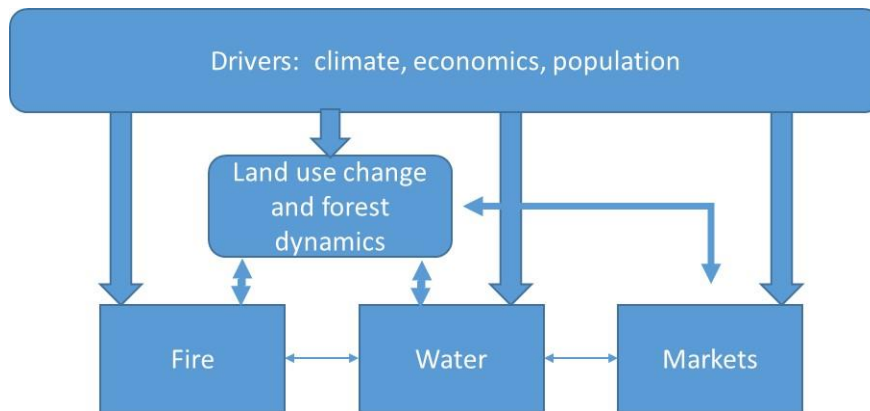 Drivers: climate, economics, population
Land use change
and forest
dynamics
Fire
Water
Markets